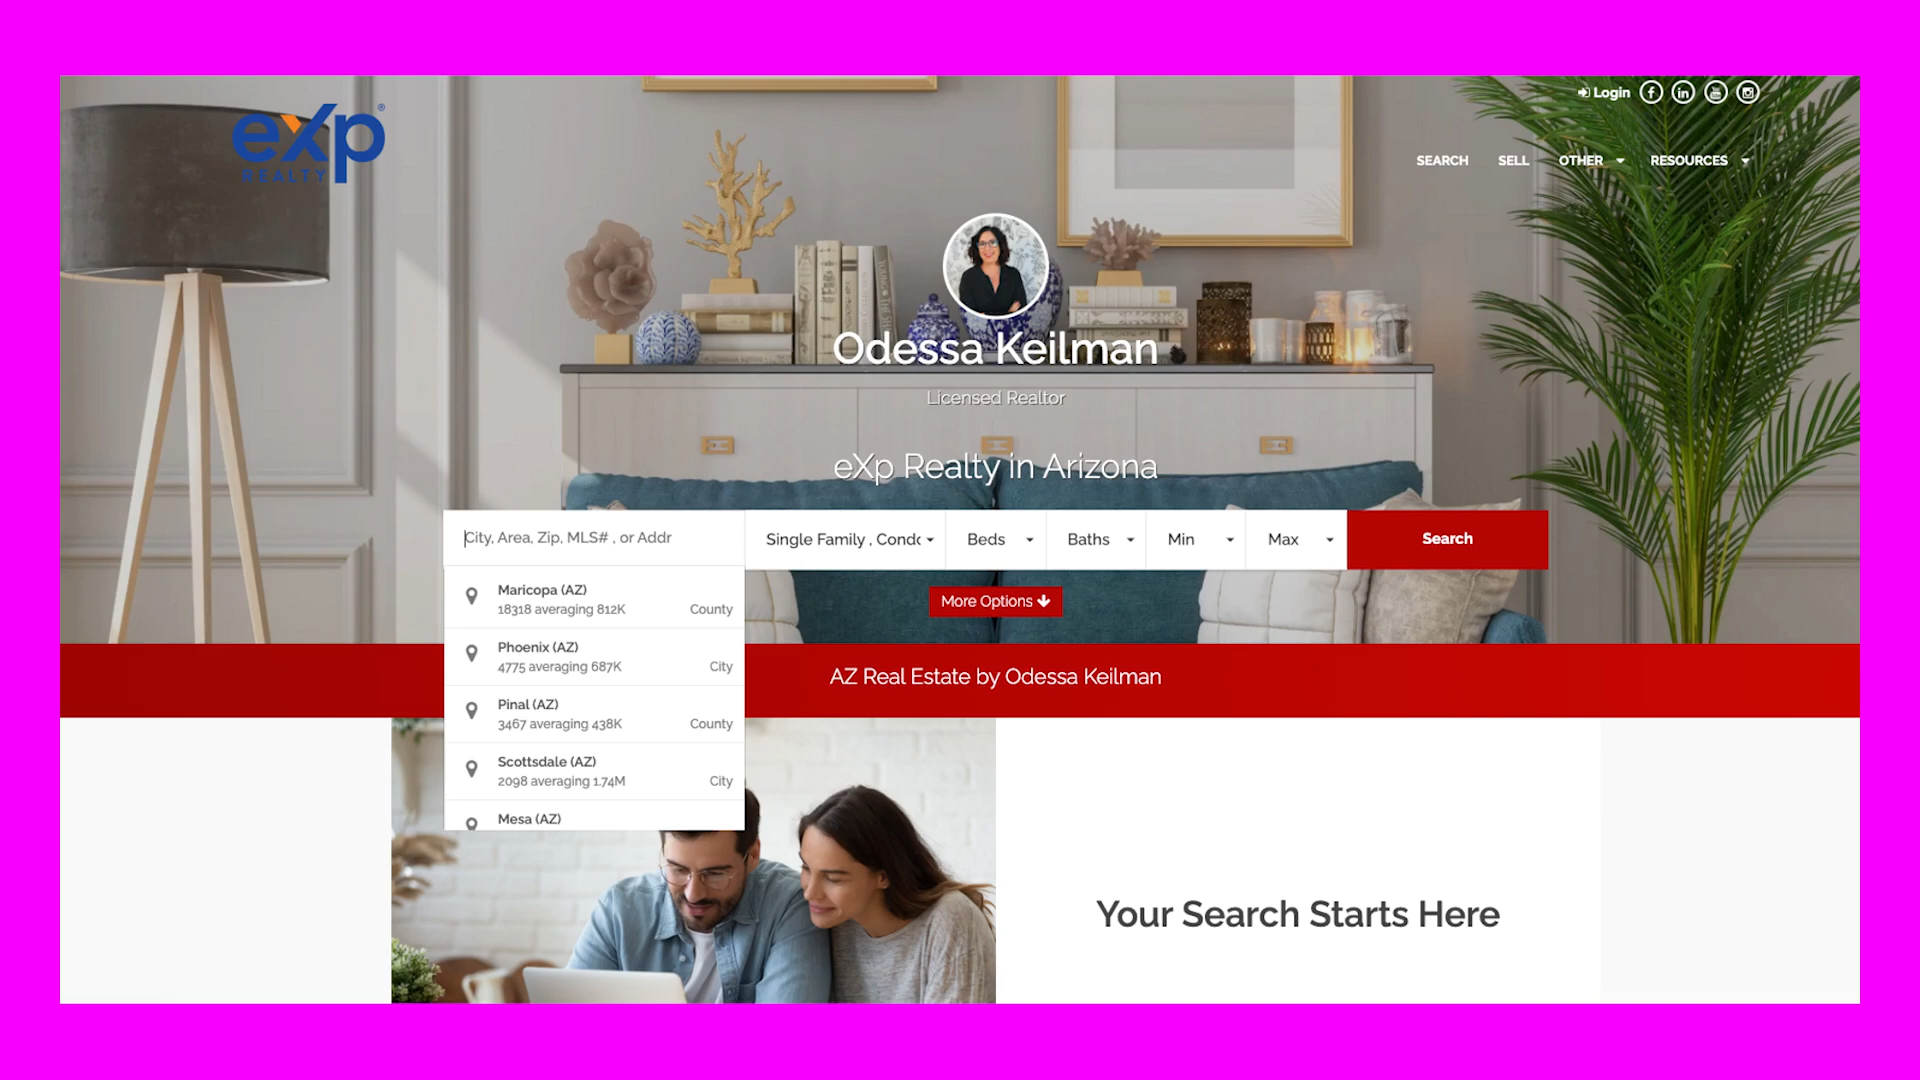 eXp®
REALTY
Login
SEARCH SELL OTHER RESOURCES
Odessa Keilman
Licensed Realtor
eXp Realty in Arizona
City, Area, Zip, MLS# , or Addr
Single Family , Condo
Beds
Baths
Min
Max
Search
More Options
Maricopa (AZ)
18318 averaging 812K County
Phoenix (AZ)
4775 averaging 687K City
Pinal (AZ)
3467 averaging 438K County
Scottsdale (AZ)
2098 averaging 1.74M City
Mesa (AZ)
AZ Real Estate by Odessa Keilman
Your Search Starts Here